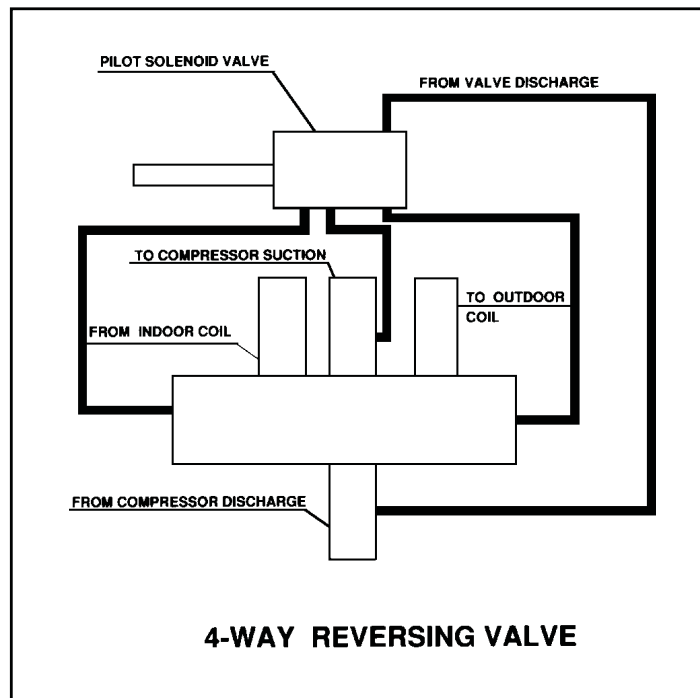 PILOT SOLENOID VALVE
FROM VALVE DISCHARGE
TO COMPRESSOR SUCTION
TO OUTDOOR
COIL
FROM INDOOR COIL
FROM COMPRESSOR DISCHARGE
4-WAY REVERSING VALVE